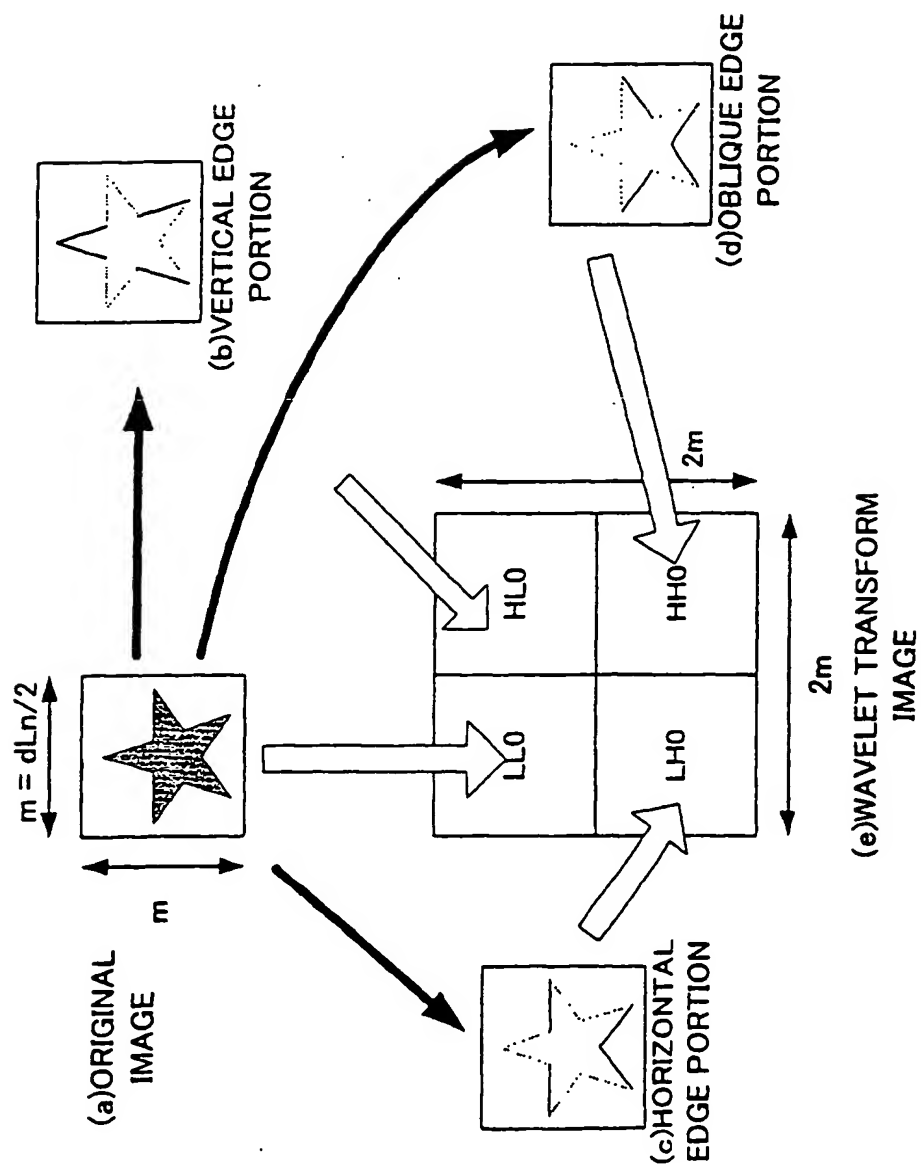 (a)ORIGINAL
IMAGE
m = dLn/2
m
(b)VERTICAL EDGE
PORTION
(c)HORIZONTAL
EDGE PORTION
(d)OBLIQUE EDGE
PORTION
LL0
HL0
LH0
HH0
2m
2m
(e)WAVELET TRANSFORM
IMAGE